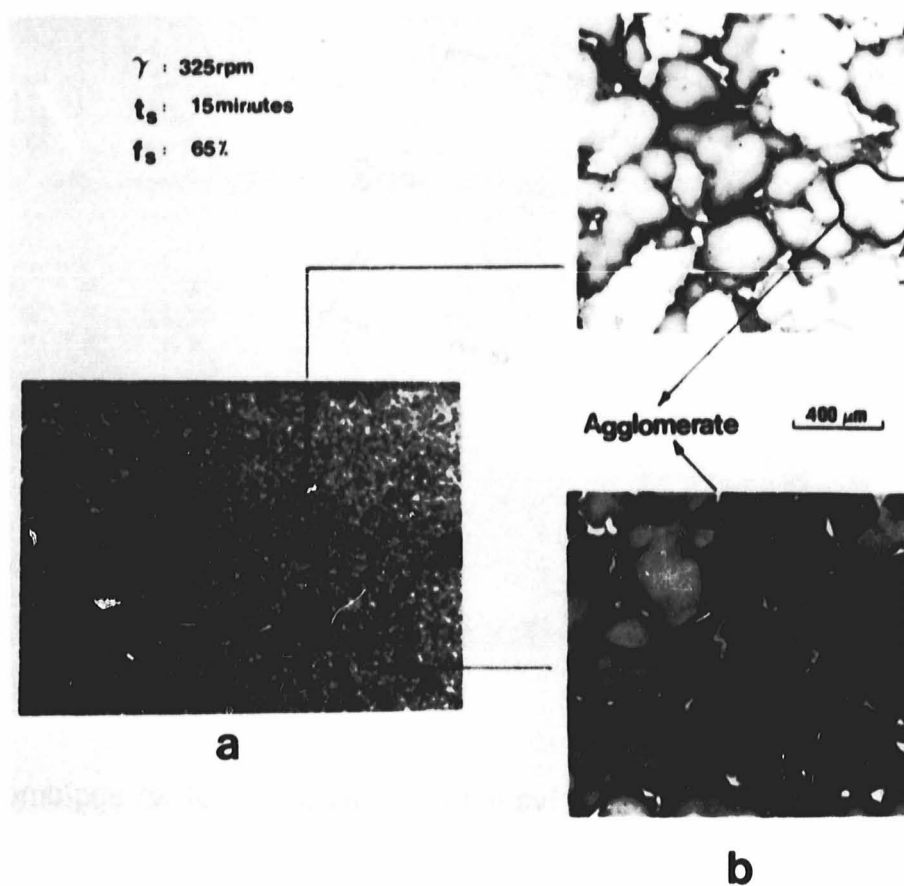 γ : 325rpm
ts : 15minutes
fs : 65%
Agglomerate
400 μm
a
b